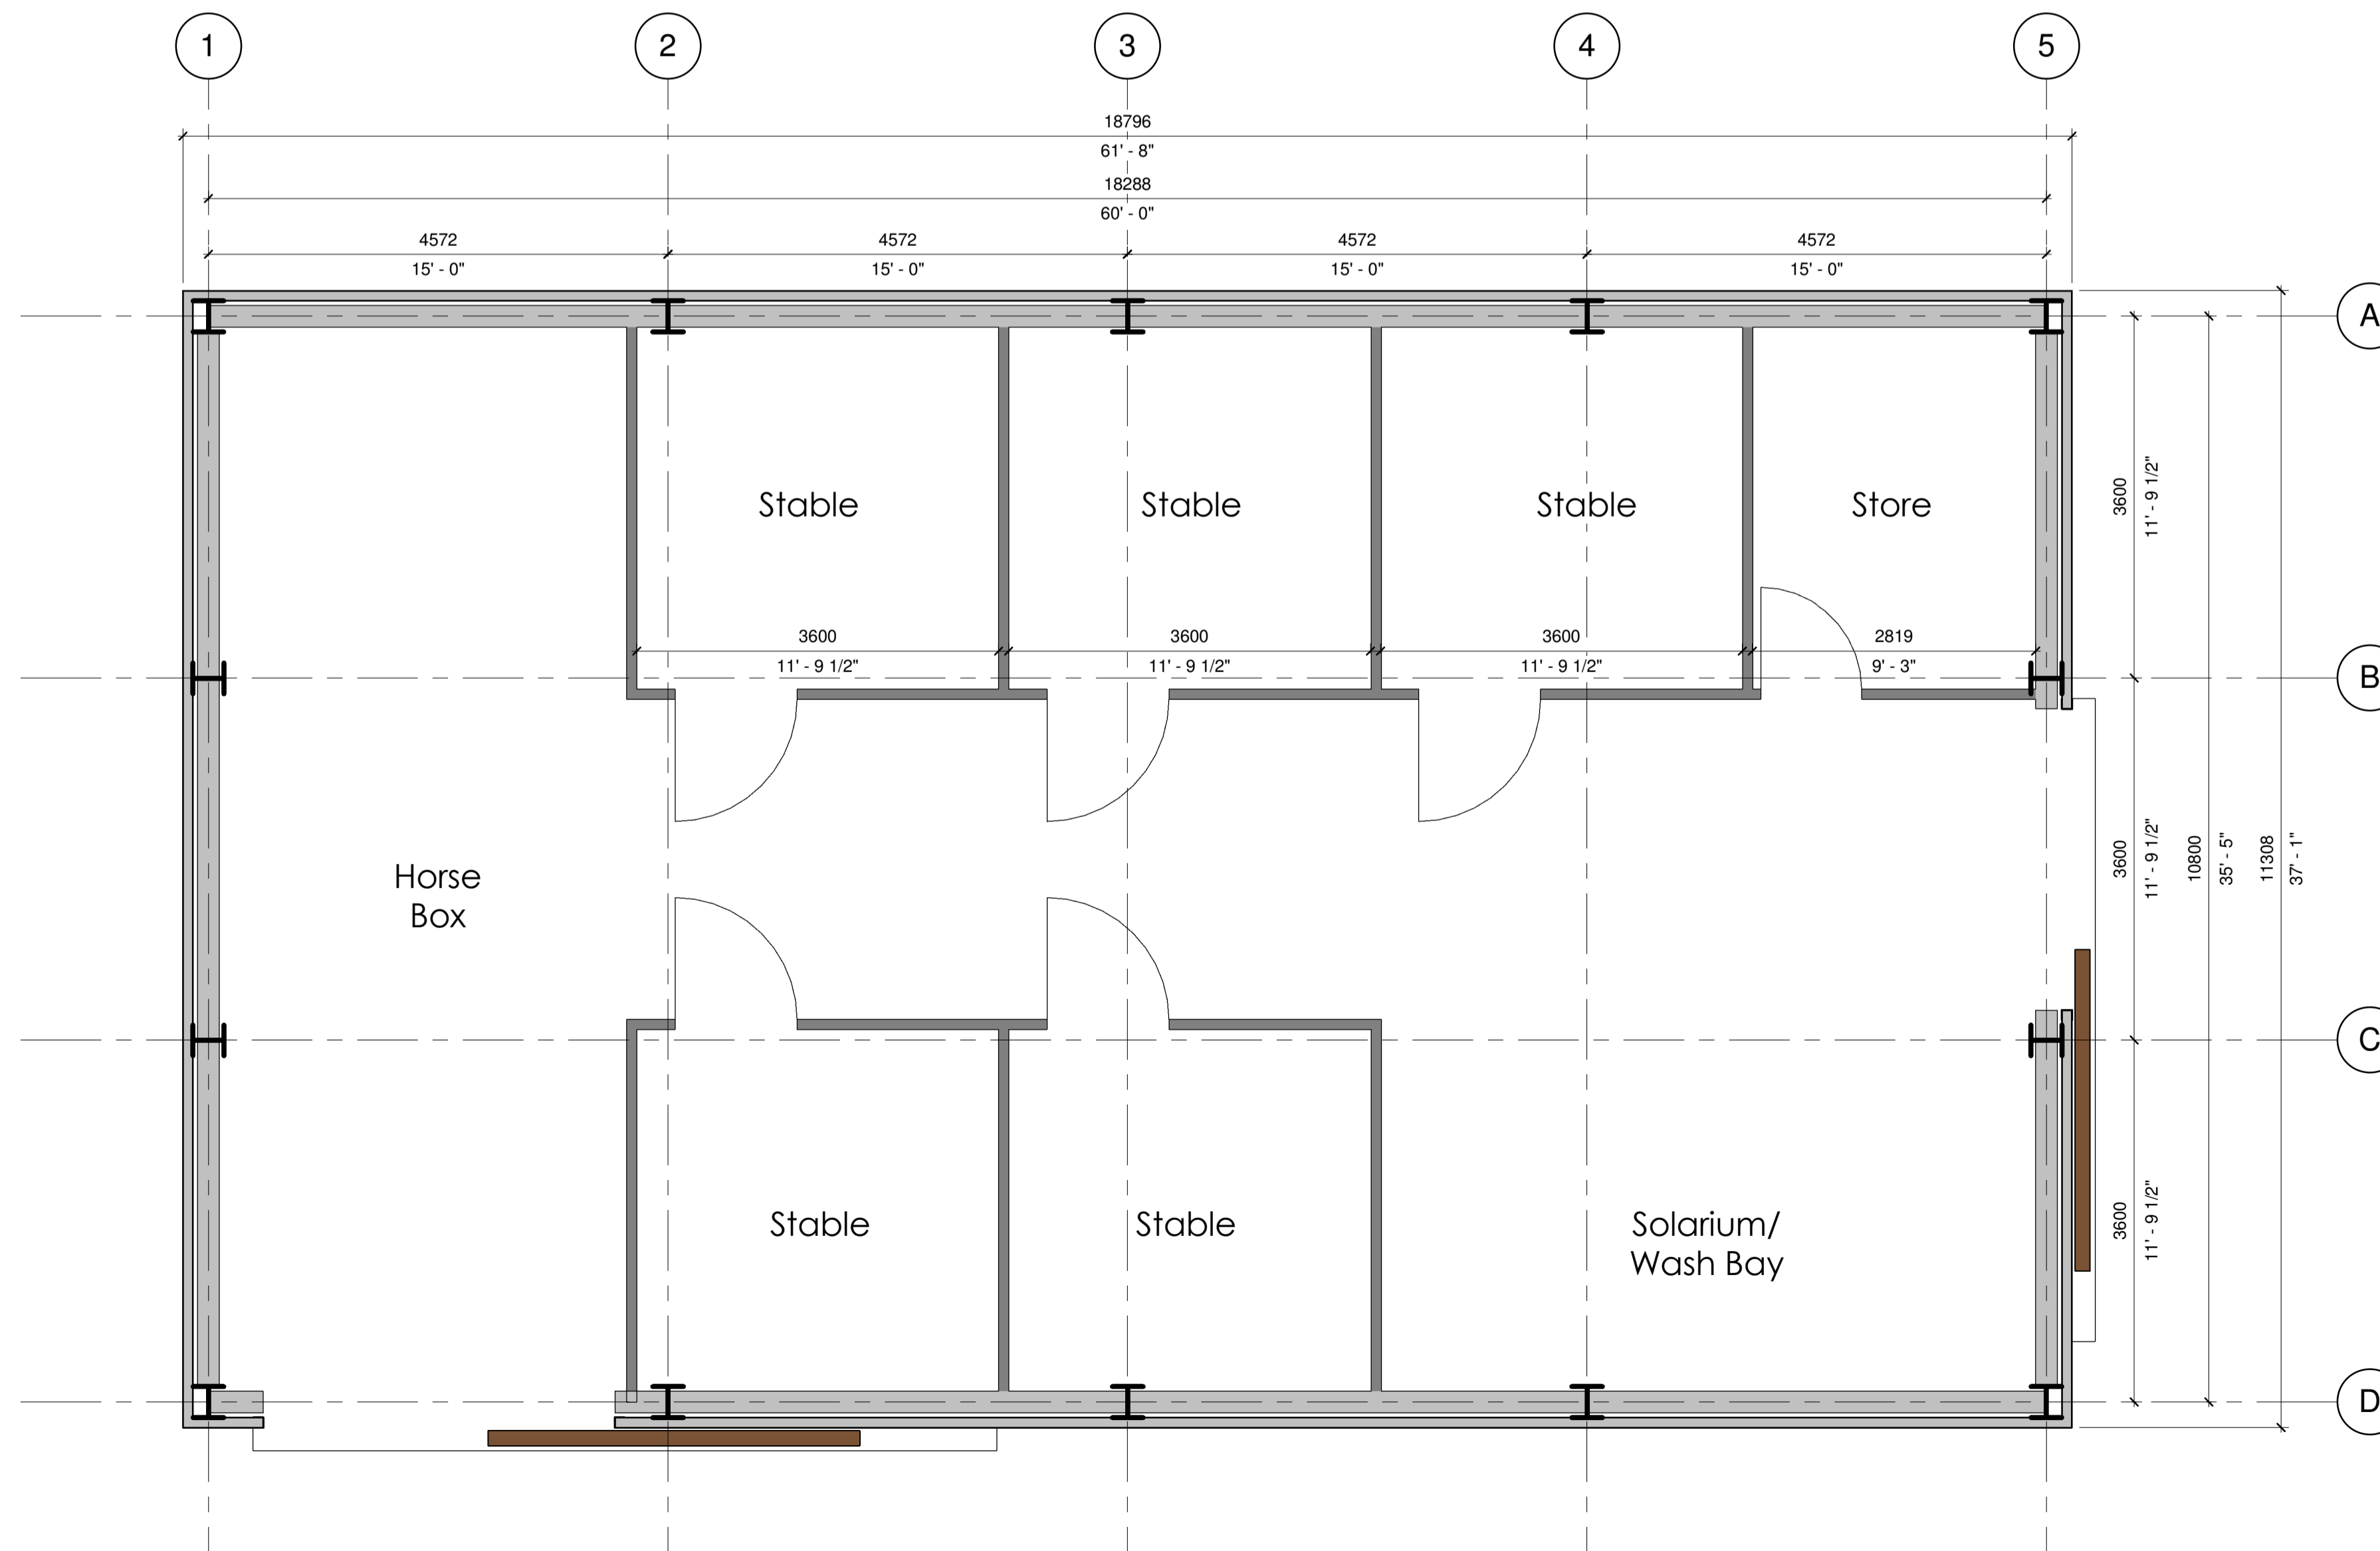 1 2 3 4 5
18796
61' - 8"
18288
60' - 0"
4572 4572 4572 4572
15' - 0" 15' - 0" 15' - 0" 15' - 0"
A
3600
11' - 9 1/2"
Stable Stable Stable Store
3600 3600 3600 2819
11' - 9 1/2" 11' - 9 1/2" 11' - 9 1/2" 9' - 3"
B
Horse
Box
3600
11' - 9 1/2"
10800
35' - 5"
11308
37' - 1"
C
Stable Stable Solarium/
Wash Bay
3600
11' - 9 1/2"
D